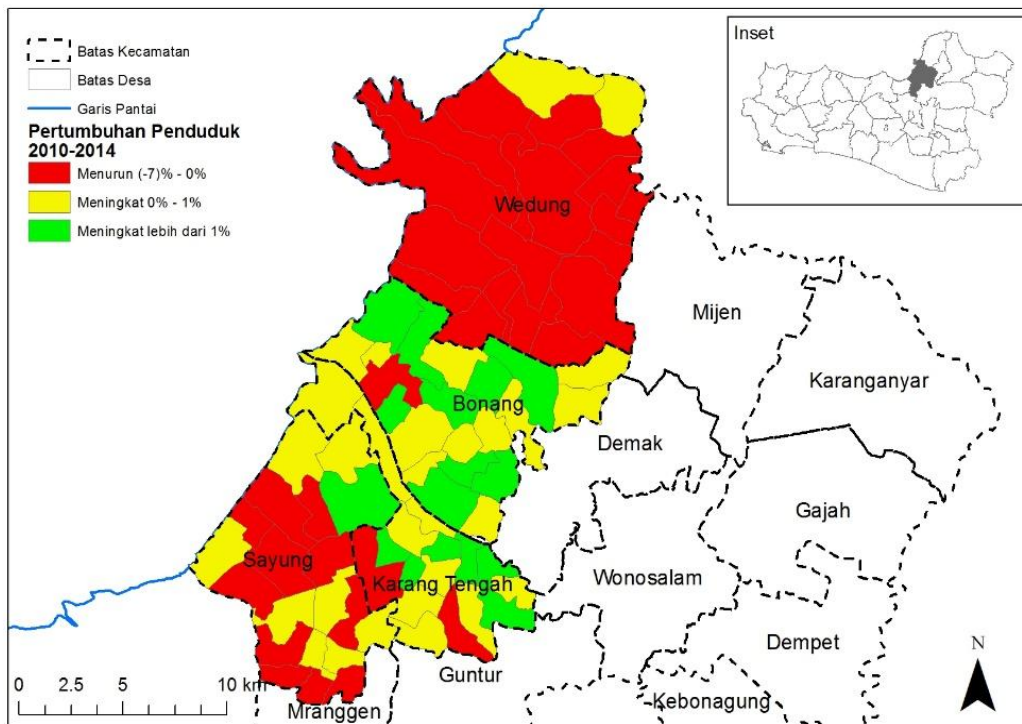 Batas Kecamatan
Batas Desa
Garis Pantai
Pertumbuhan Penduduk
2010-2014
Menurun (-7)% - 0%
Meningkat 0% - 1%
Meningkat lebih dari 1%
Inset
Wedung
Mijen
Karanganyar
Bonang
Demak
Gajah
Sayung
Karang Tengah
Wonosalam
Dempet
Guntur
Kebonagung
Mranggen
0 2.5 5 10 km
N